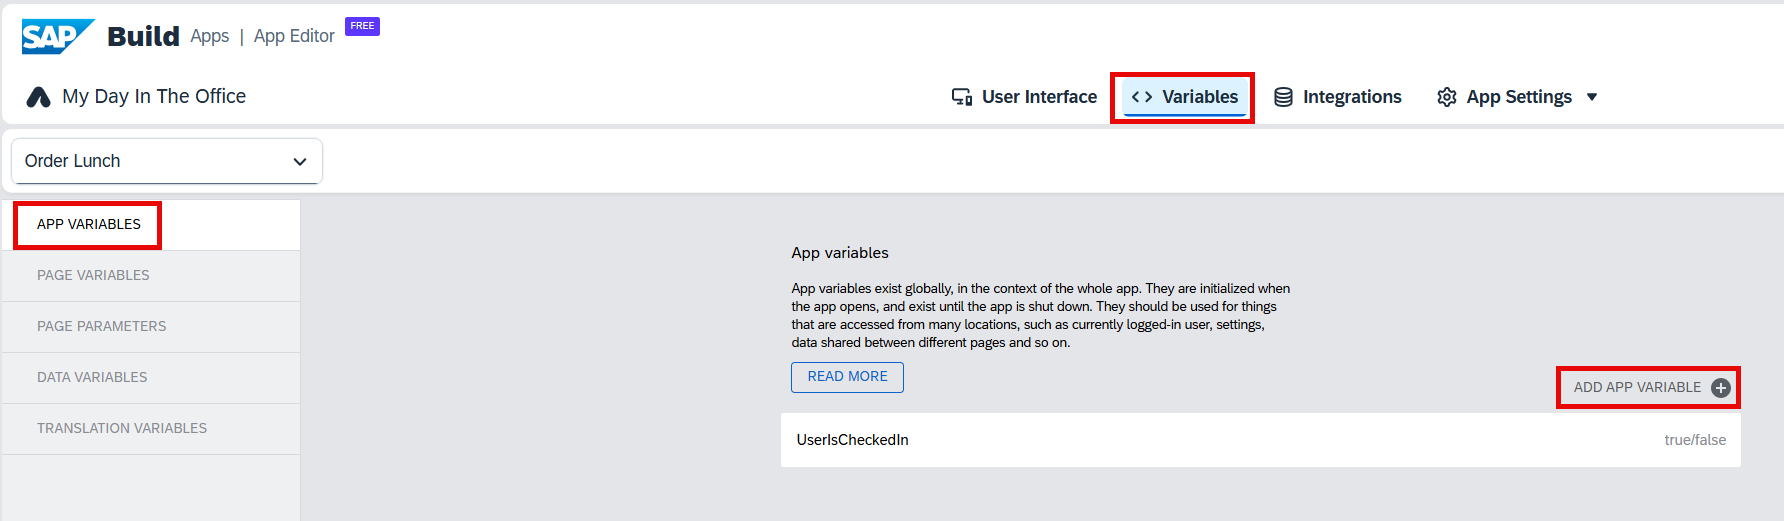 SAP Build Apps | App Editor FREE
My Day In The Office
User Interface
<> Variables
Integrations
App Settings
Order Lunch
APP VARIABLES
PAGE VARIABLES
PAGE PARAMETERS
DATA VARIABLES
TRANSLATION VARIABLES
App variables
App variables exist globally, in the context of the whole app. They are initialized when
the app opens, and exist until the app is shut down. They should be used for things
that are accessed from many locations, such as currently logged-in user, settings,
data shared between different pages and so on.
READ MORE
ADD APP VARIABLE
UserIsCheckedIn
true/false